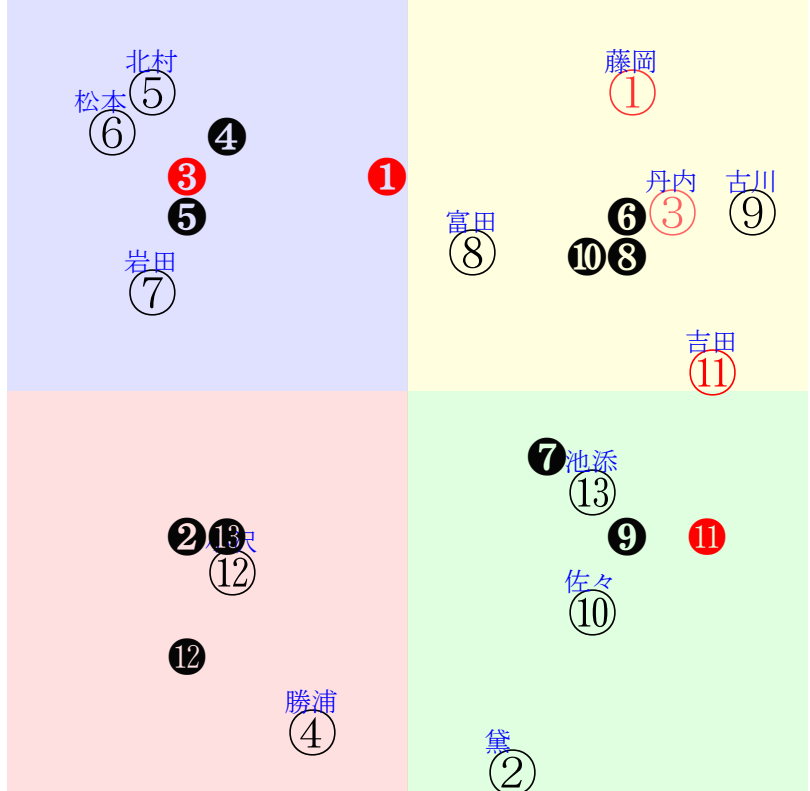 北村
⑤
藤岡
①
松本
⑥
❹
❸
❶
丹内
③
古川
⑨
❺
富田
⑧
❻
❿
❽
岩田
⑦
吉田
⑪
❼
池添
⑬
❷
⓭
⑫
❾
⓫
佐々
⑩
⓬
勝浦
④
黛
②